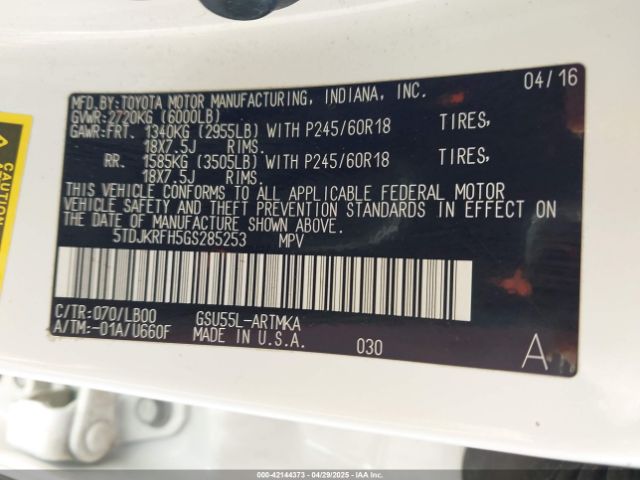 MFD.BY:TOYOTA MOTOR MANUFACTURING, INDIANA, INC. 04/16
GVWR:2720KG (6000LB)
GAWR:FRT. 1340KG (2955LB) WITH P245/60R18 TIRES,
18X7.5J RIMS.
RR. 1585KG (3505LB) WITH P245/60R18 TIRES,
18X7.5J RIMS.
THIS VEHICLE CONFORMS TO ALL APPLICABLE FEDERAL MOTOR
VEHICLE SAFETY AND THEFT PREVENTION STANDARDS IN EFFECT ON
THE DATE OF MANUFACTURE SHOWN ABOVE.
5TDJKRFH5GS285253 MPV
C/TR:070/LB00 GSU55L-ARTMKA
A/TM:-01A/U660F MADE IN USA 030 A
CAUTION
000-42144373 - 04/29/2025 - IAAI.COM